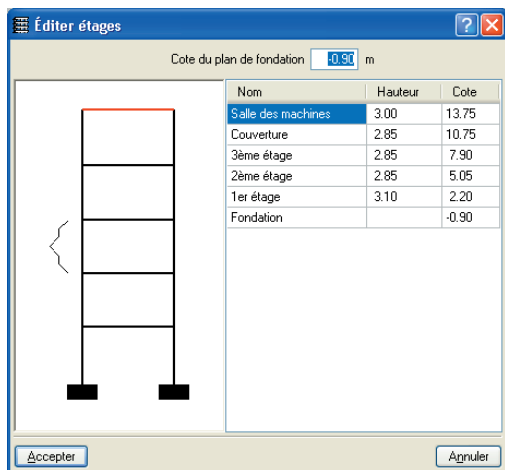 Éditer étages
Cote du plan de fondation -0.90 m
Nom Hauteur Cote
Salle des machines 3.00 13.75
Couverture 2.85 10.75
3ème étage 2.85 7.90
2ème étage 2.85 5.05
1er étage 3.10 2.20
Fondation -0.90
Accepter Annuler